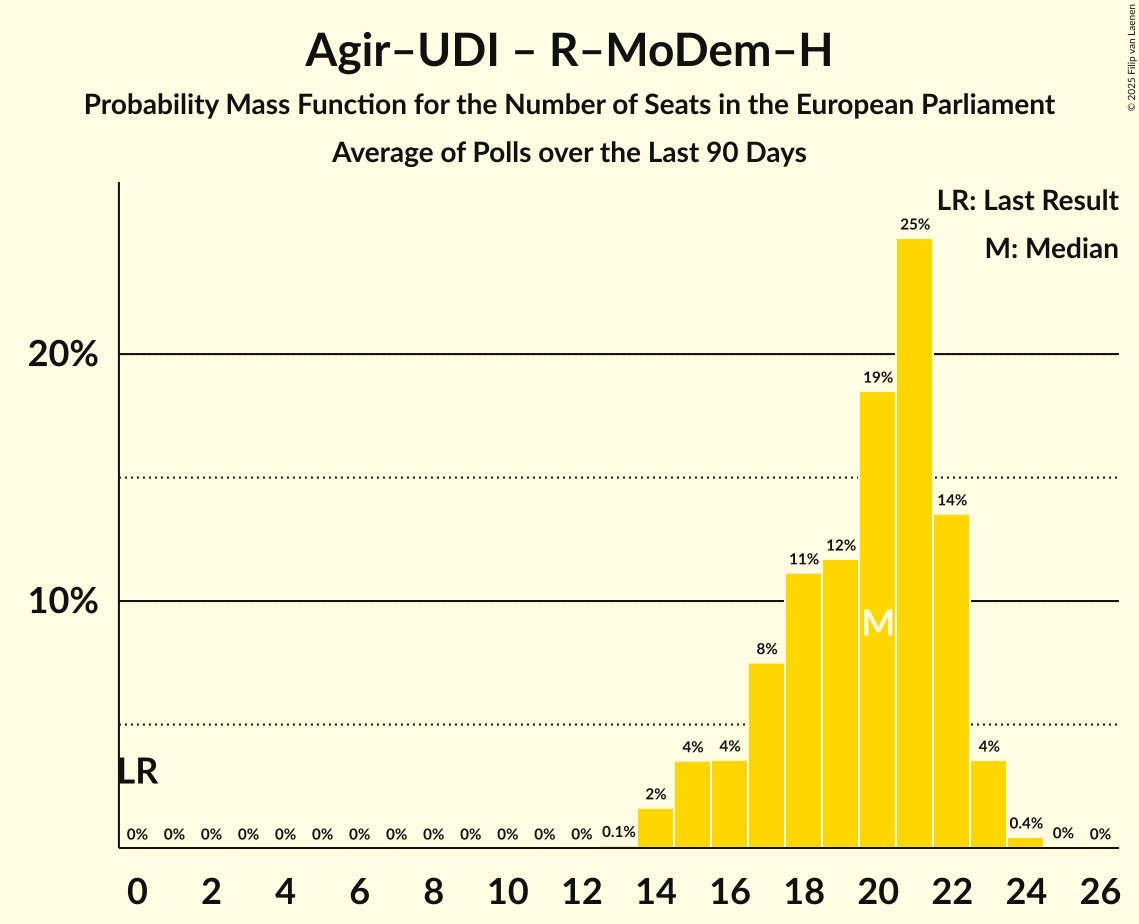 Agir–UDI – R–MoDem–H
Probability Mass Function for the Number of Seats in the European Parliament
Average of Polls over the Last 90 Days
© 2025 Filip van Laenen
LR: Last Result
M: Median
25%
20%
19%
14%
12%
11%
10%
M
8%
4% 4% 4%
LR
2%
0% 0% 0% 0% 0% 0% 0% 0% 0% 0% 0% 0% 0% 0.1% 0.4% 0% 0%
0 2 4 6 8 10 12 14 16 18 20 22 24 26